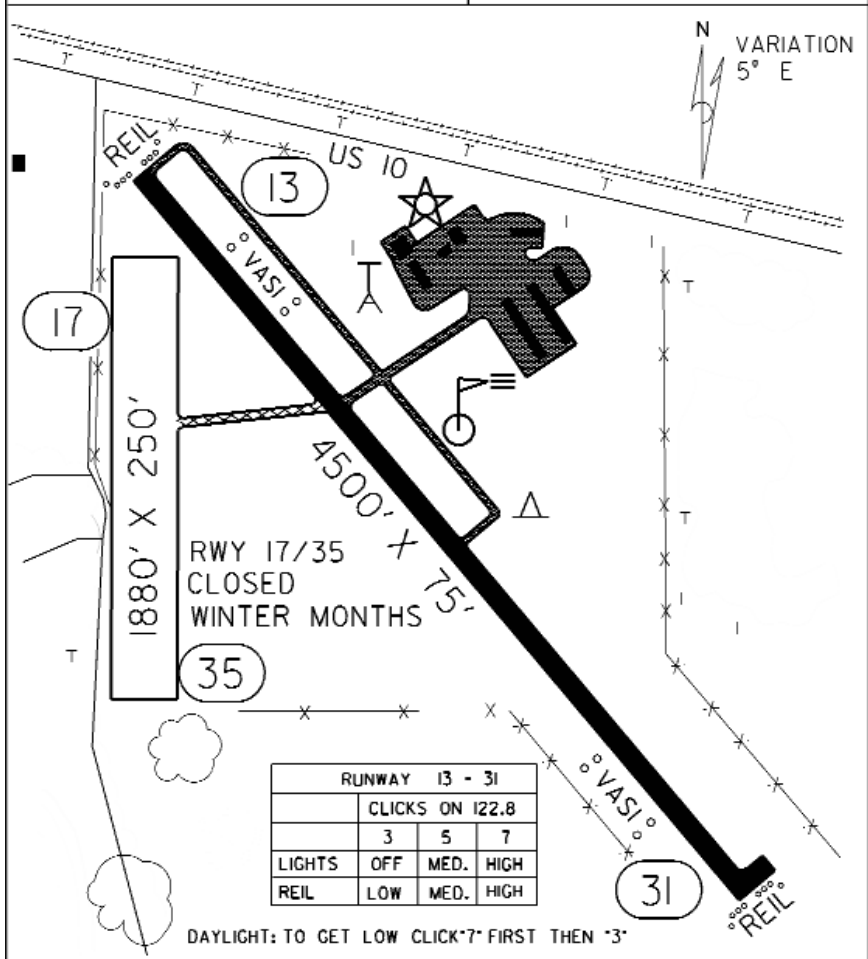 N
VARIATION
5° E
REIL
US 10
13
VASI
17
4500' X 75'
1880' X 250'
RWY 17/35
CLOSED
WINTER MONTHS
35
RUNWAY 13 - 31
CLICKS ON 122.8
3 5 7
LIGHTS OFF MED. HIGH
REIL LOW MED. HIGH
VASI
31
REIL
DAYLIGHT: TO GET LOW CLICK "7" FIRST THEN "3"